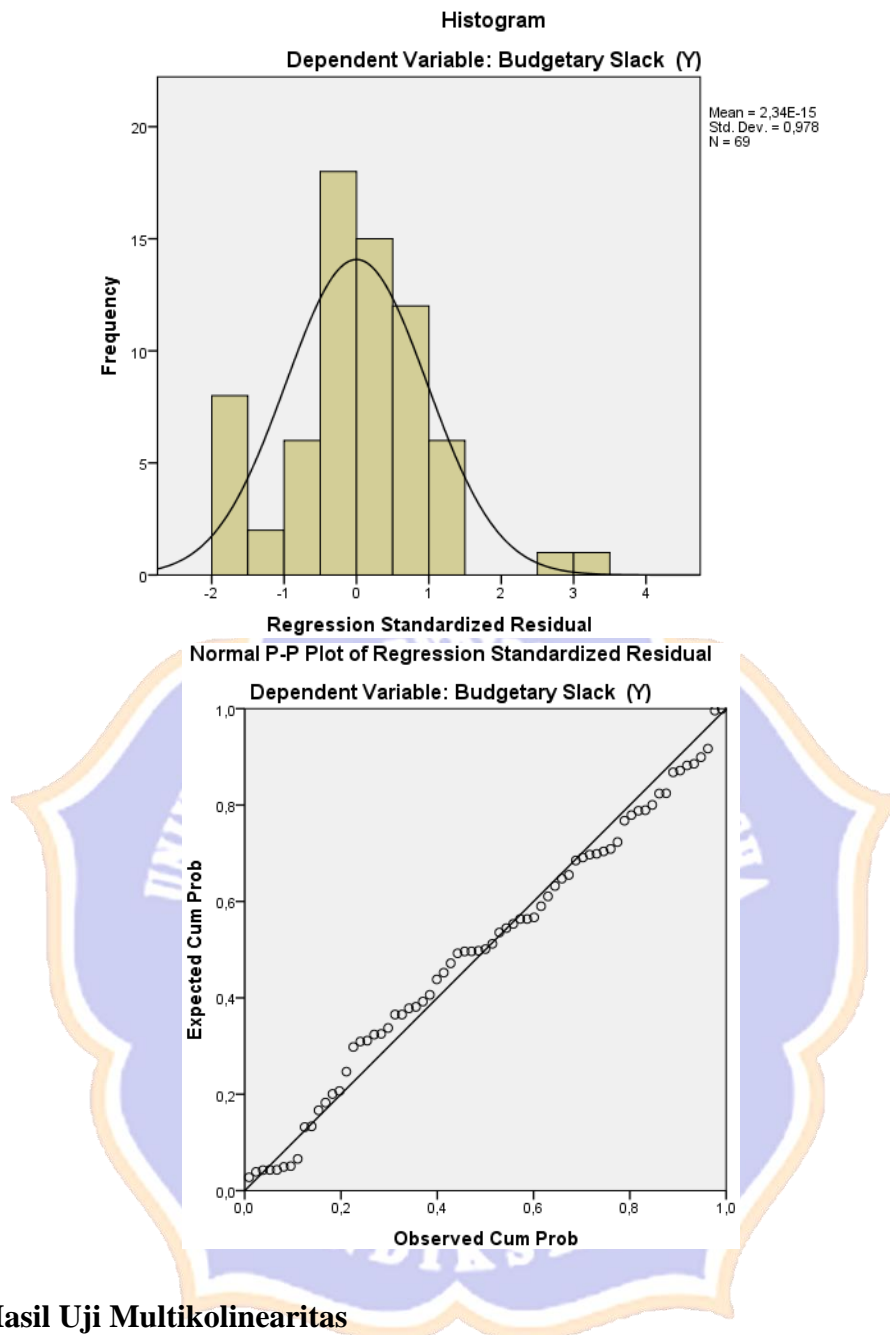 Histogram
Dependent Variable: Budgetary Slack (Y)
Mean = 2,34E-15
Std. Dev. = 0,978
N = 69
20
15
10
5
0
Frequency
-2 -1 0 1 2 3 4
Regression Standardized Residual
Normal P-P Plot of Regression Standardized Residual
Dependent Variable: Budgetary Slack (Y)
1,0
0,8
0,6
0,4
0,2
0,0
Expected Cum Prob
0,0 0,2 0,4 0,6 0,8 1,0
Observed Cum Prob
Hasil Uji Multikolinearitas